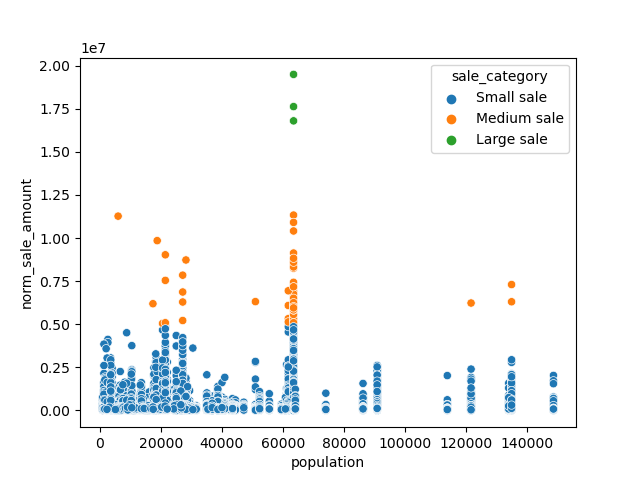 1e7
2.00
1.75
1.50
1.25
1.00
0.75
0.50
0.25
0.00
norm_sale_amount
sale_category
Small sale
Medium sale
Large sale
0 20000 40000 60000 80000 100000 120000 140000
population